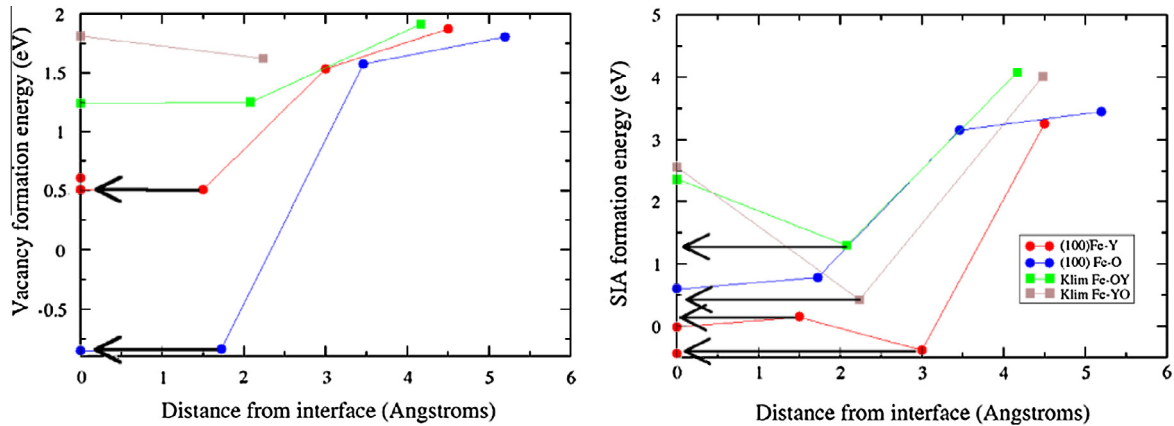 2
1.5
1
0.5
0
-0.5
Vacancy formation energy (eV)
0 1 2 3 4 5 6
Distance from interface (Angstroms)
5
4
3
2
1
0
SIA formation energy (eV)
(100)Fe-Y
(100) Fe-O
Klim Fe-OY
Klim Fe-YO
0 1 2 3 4 5 6
Distance from interface (Angstroms)